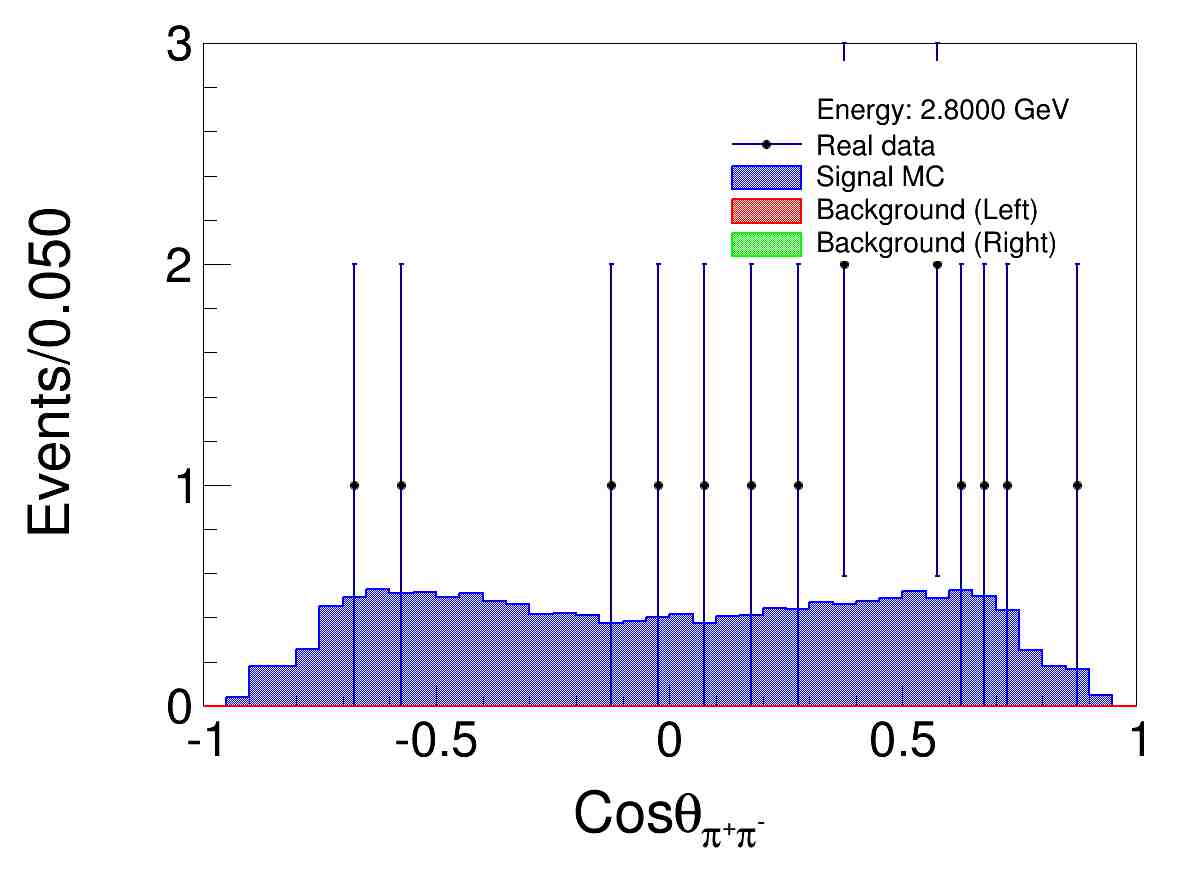 3
Energy: 2.8000 GeV
Real data
Signal MC
Background (Left)
Background (Right)
2
Events/0.050
1
0
-1 -0.5 0 0.5 1
Cosθπ⁺π⁻